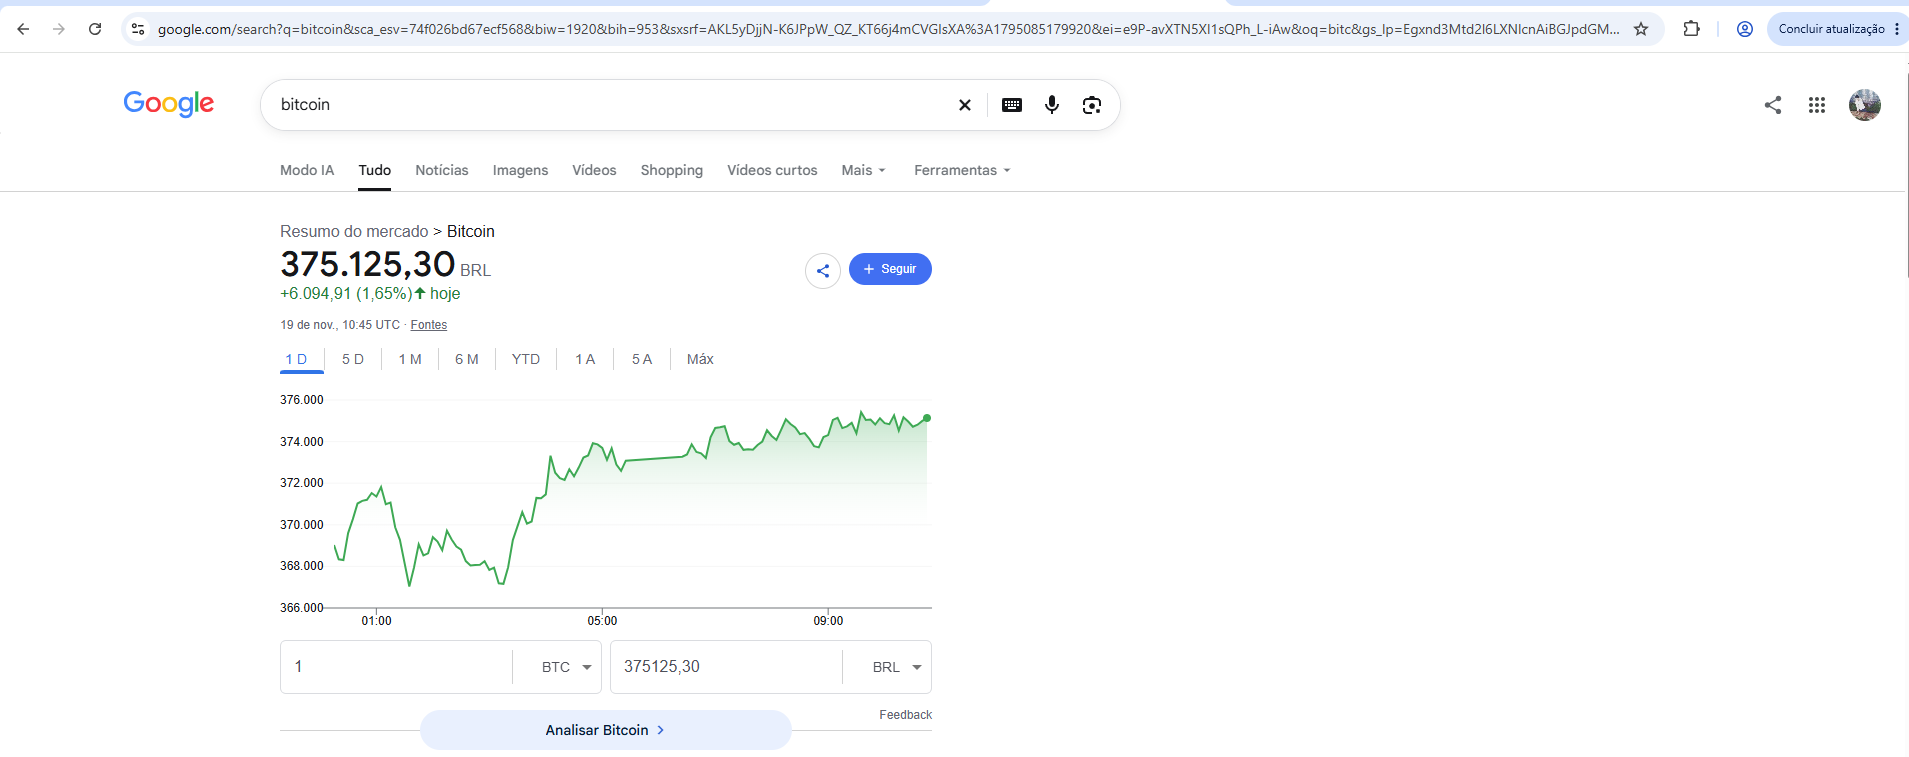 google.com/search?q=bitcoin&sca_esv=74f026bd67ecf568&biw=1920&bih=953&sxsrf=AKL5yDjjN-K6JPpW_QZ_KT66j4mCVGlsXA%3A1795085179920&ei=e9P-avXTN5Xl1sQPh_L-iAw&oq=bitc&gs_lp=Egxnd3Mtd2l6LXNlcnAiBGJpdGM...
Concluir atualização
Google
bitcoin
Modo IA Tudo Notícias Imagens Vídeos Shopping Vídeos curtos Mais Ferramentas
Resumo do mercado > Bitcoin
375.125,30 BRL
+ Seguir
+6.094,91 (1,65%) hoje
19 de nov., 10:45 UTC · Fontes
1 D 5 D 1 M 6 M YTD 1 A 5 A Máx
376.000
374.000
372.000
370.000
368.000
366.000
01:00 05:00 09:00
1 BTC 375125,30 BRL
Feedback
Analisar Bitcoin